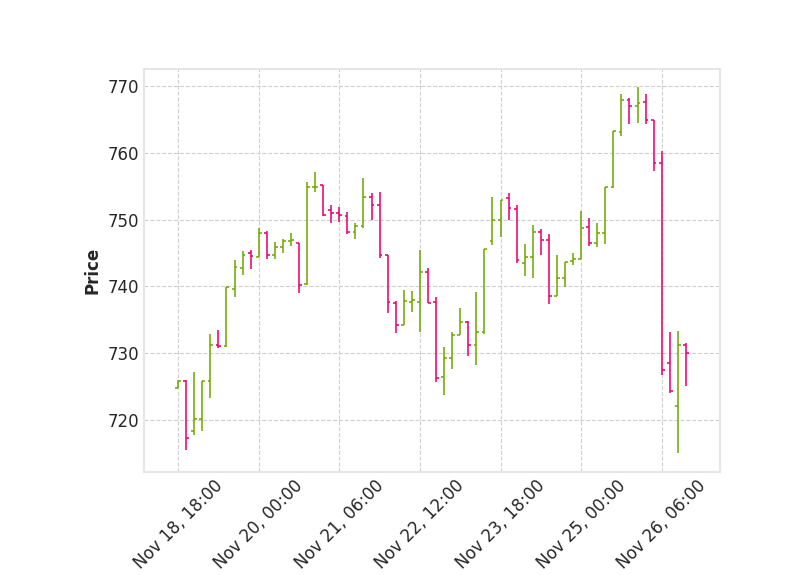 770
760
750
740
730
720
Price
Nov 18, 18:00
Nov 20, 00:00
Nov 21, 06:00
Nov 22, 12:00
Nov 23, 18:00
Nov 25, 00:00
Nov 26, 06:00